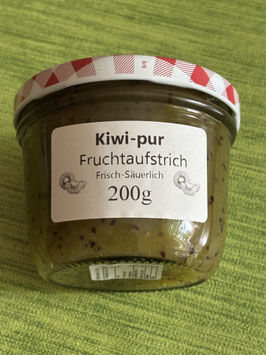 Kiwi-pur
Fruchtaufstrich
Frisch-Säuerlich
200g